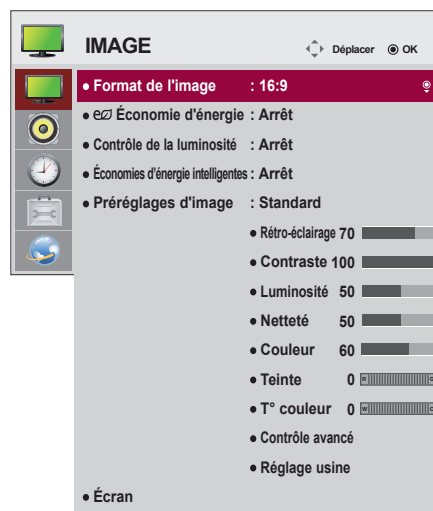 IMAGE Déplacer OK
● Format de l'image : 16:9
● Économie d'énergie : Arrêt
● Contrôle de la luminosité : Arrêt
● Économies d'énergie intelligentes : Arrêt
● Préréglages d'image : Standard
● Rétro-éclairage 70
● Contraste 100
● Luminosité 50
● Netteté 50
● Couleur 60
● Teinte 0
● T° couleur 0 W
● Contrôle avancé
● Réglage usine
● Écran